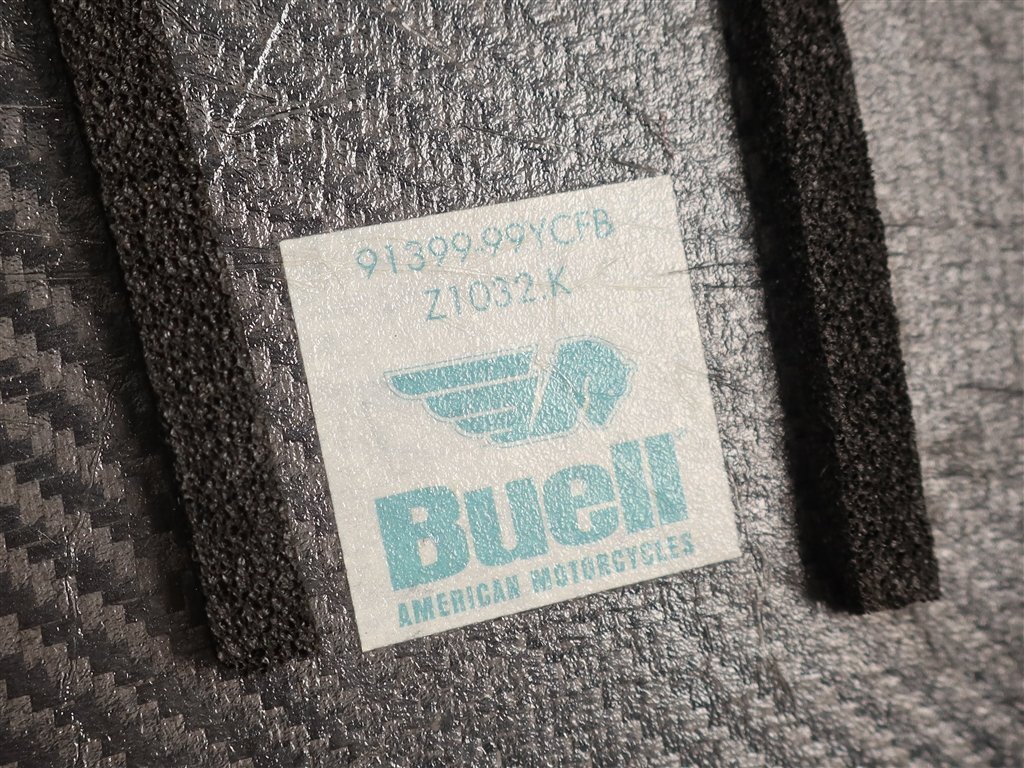 91399-99YCFB
Z1032.K
Buell
AMERICAN MOTORCYCLES